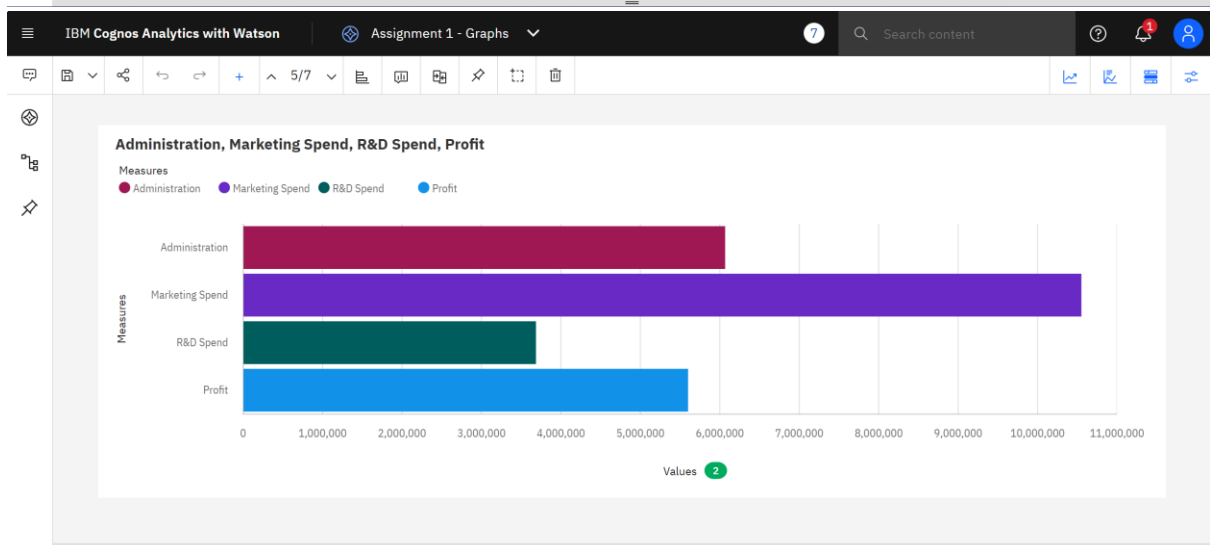 IBM Cognos Analytics with Watson
Assignment 1 - Graphs
7
Search content
1
5/7
Administration, Marketing Spend, R&D Spend, Profit
Measures
Administration Marketing Spend R&D Spend Profit
Administration
Marketing Spend
R&D Spend
Profit
Measures
0 1,000,000 2,000,000 3,000,000 4,000,000 5,000,000 6,000,000 7,000,000 8,000,000 9,000,000 10,000,000 11,000,000
Values 2